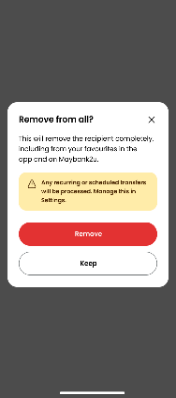 Remove from all?
This will remove the recipient completely,
including from your favourites in the
app and on Maybank2u.
Any recurring or scheduled transfers
will be processed. Manage this in
Settings.
Remove
Keep